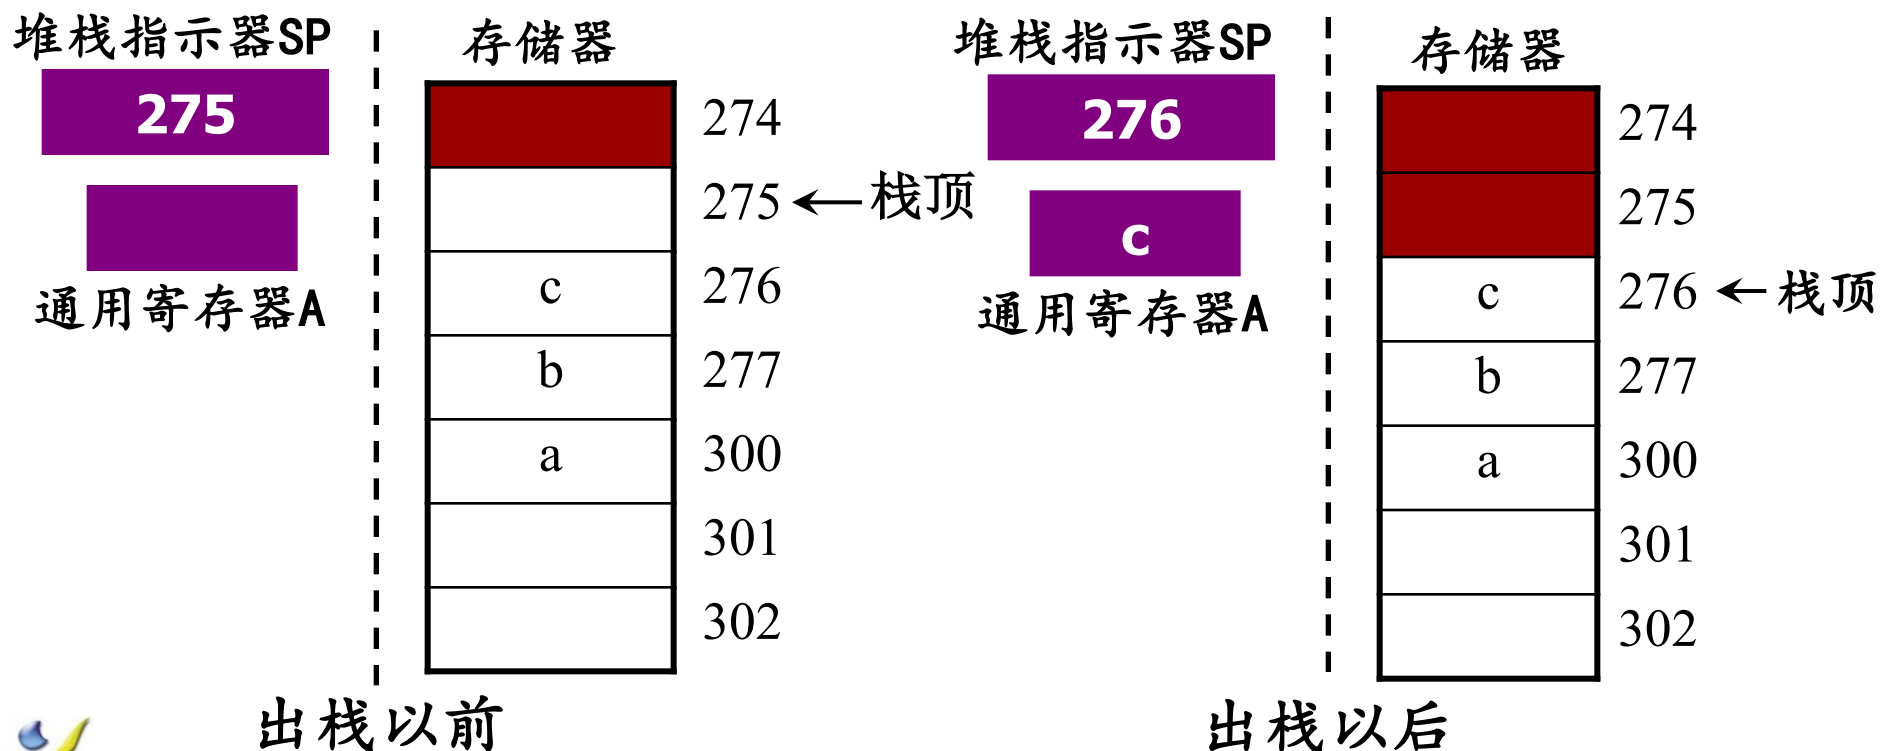 堆栈指示器SP
275
通用寄存器A
存储器
274
275 ← 栈顶
c 276
b 277
a 300
301
302
出栈以前
堆栈指示器SP
276
c
通用寄存器A
存储器
274
275
c 276 ← 栈顶
b 277
a 300
301
302
出栈以后